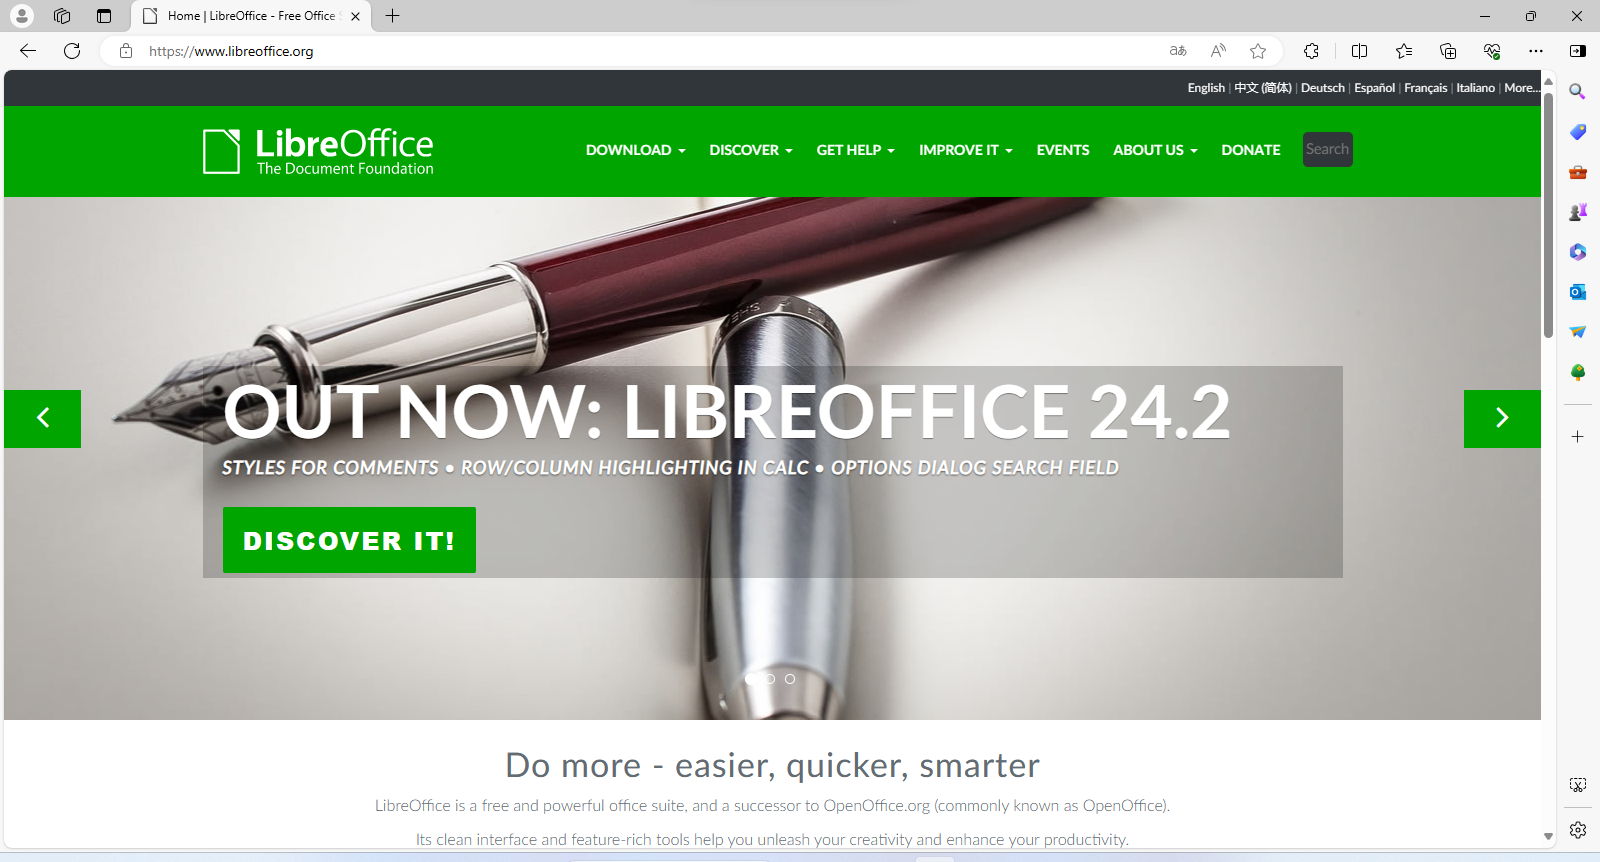 Home | LibreOffice - Free Office
https://www.libreoffice.org
English | 中文 (简体) | Deutsch | Español | Français | Italiano | More...
LibreOffice
The Document Foundation
DOWNLOAD DISCOVER GET HELP IMPROVE IT EVENTS ABOUT US DONATE Search
OUT NOW: LIBREOFFICE 24.2
STYLES FOR COMMENTS • ROW/COLUMN HIGHLIGHTING IN CALC • OPTIONS DIALOG SEARCH FIELD
DISCOVER IT!
Do more - easier, quicker, smarter
LibreOffice is a free and powerful office suite, and a successor to OpenOffice.org (commonly known as OpenOffice).
Its clean interface and feature-rich tools help you unleash your creativity and enhance your productivity.